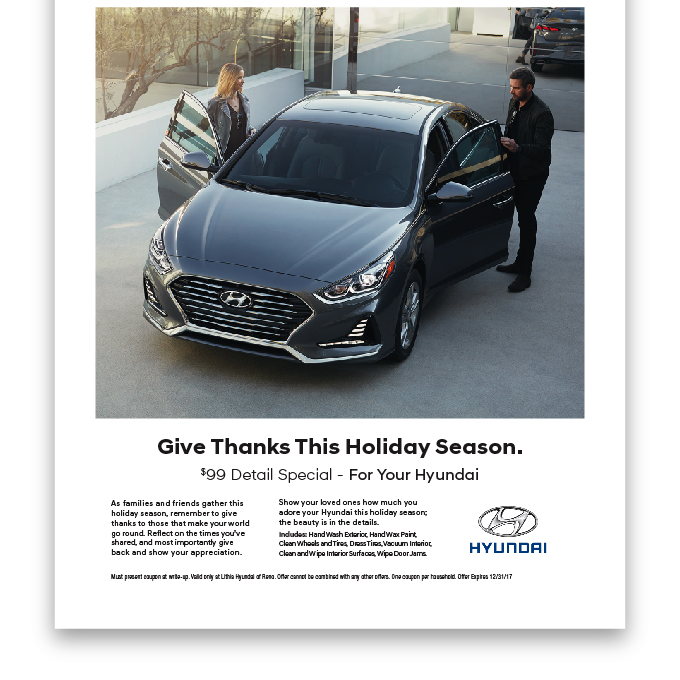 Give Thanks This Holiday Season.
$99 Detail Special - For Your Hyundai
As families and friends gather this
holiday season, remember to give
thanks to those that make your world
go round. Reflect on the times you've
shared, and most importantly give
back and show your appreciation.
Show your loved ones how much you
adore your Hyundai this holiday season;
the beauty is in the details.
Includes: Hand Wash Exterior, Hand Wax Paint,
Clean Wheels and Tires, Dress Tires, Vacuum Interior,
Clean and Wipe Interior Surfaces, Wipe Door Jams.
HYUNDAI
Must present coupon at write-up. Valid only at Lithia Hyundai of Reno. Offer cannot be combined with any other offers. One coupon per household. Offer Expires 12/31/17